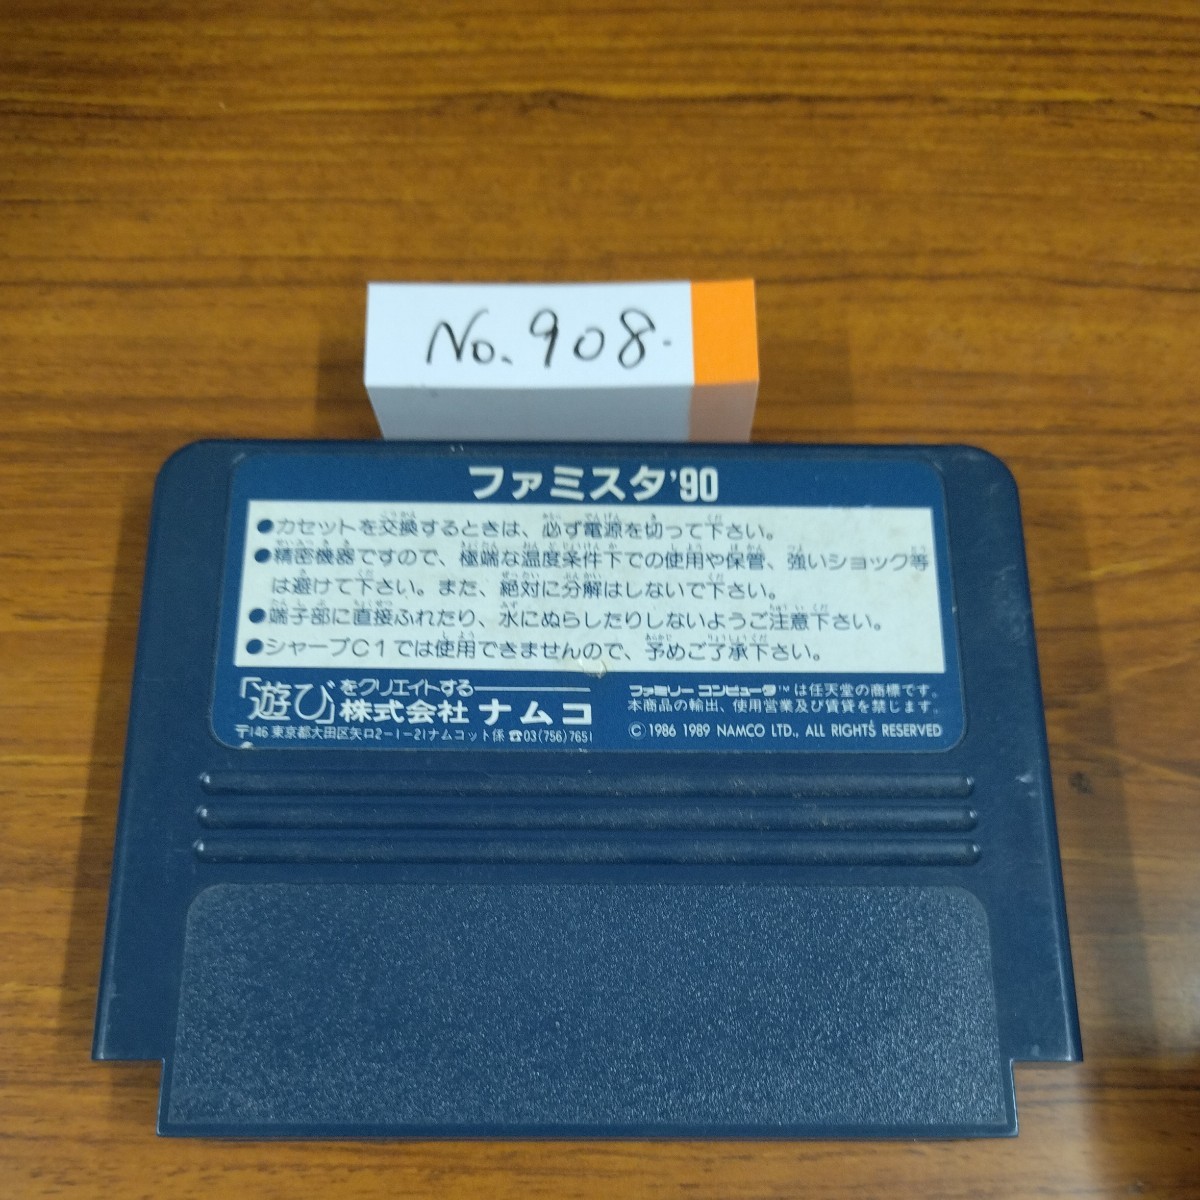 No. 908.
ファミスタ'90
●カセットを交換するときは、必ず電源を切って下さい。
●精密機器ですので、極端な温度条件下での使用や保管、強いショック等
は避けて下さい。また、絶対に分解はしないで下さい。
●端子部に直接ふれたり、水にぬらしたりしないようご注意下さい。
●シャープC1では使用できませんので、予めご了承下さい。
「遊び」をクリエイトする
株式会社ナムコ
〒146 東京都大田区矢口2-1-21ナムコット係☎03(756)7651
ファミリーコンピュータ™は任天堂の商標です。
本商品の輸出、使用営業及び賃貸を禁じます。
© 1986 1989 NAMCO LTD., ALL RIGHTS RESERVED